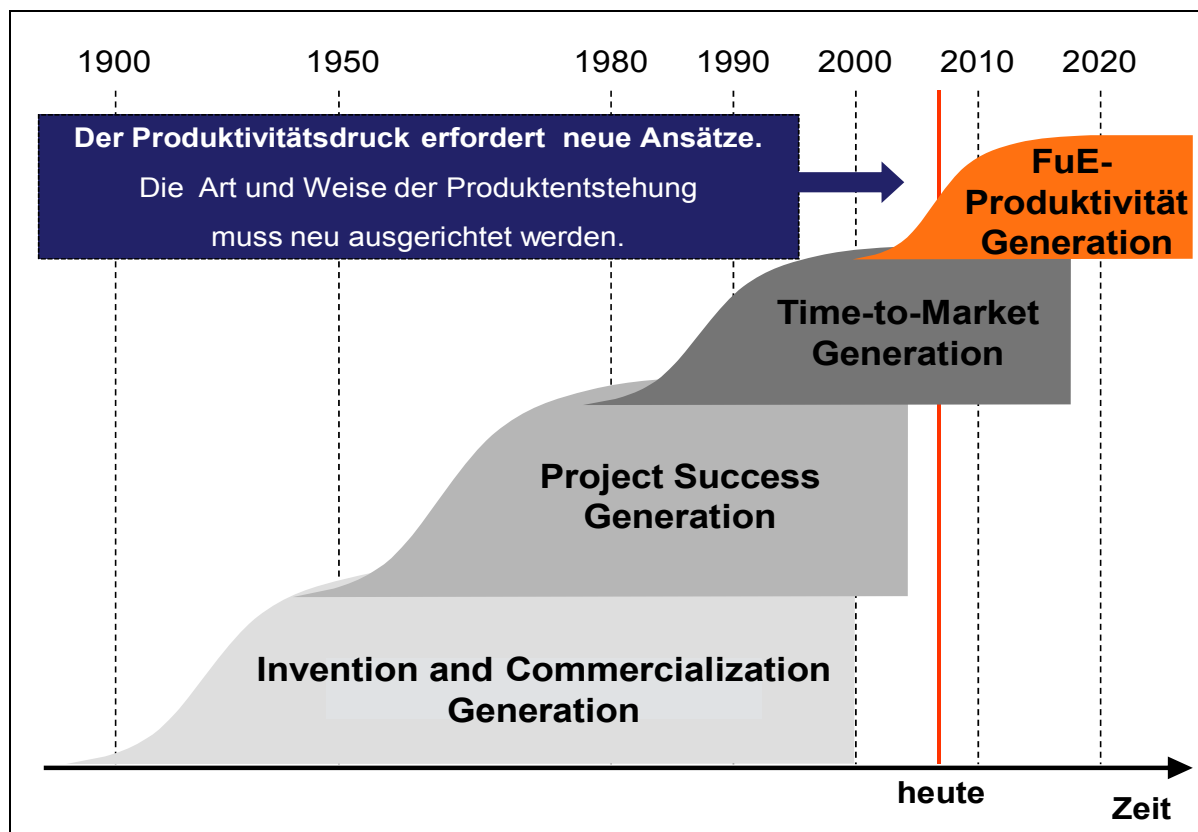 1900 1950 1980 1990 2000 2010 2020
Der Produktivitätsdruck erfordert neue Ansätze.
Die Art und Weise der Produktentstehung
muss neu ausgerichtet werden.
FuE-
Produktivität
Generation
Time-to-Market
Generation
Project Success
Generation
Invention and Commercialization
Generation
heute
Zeit